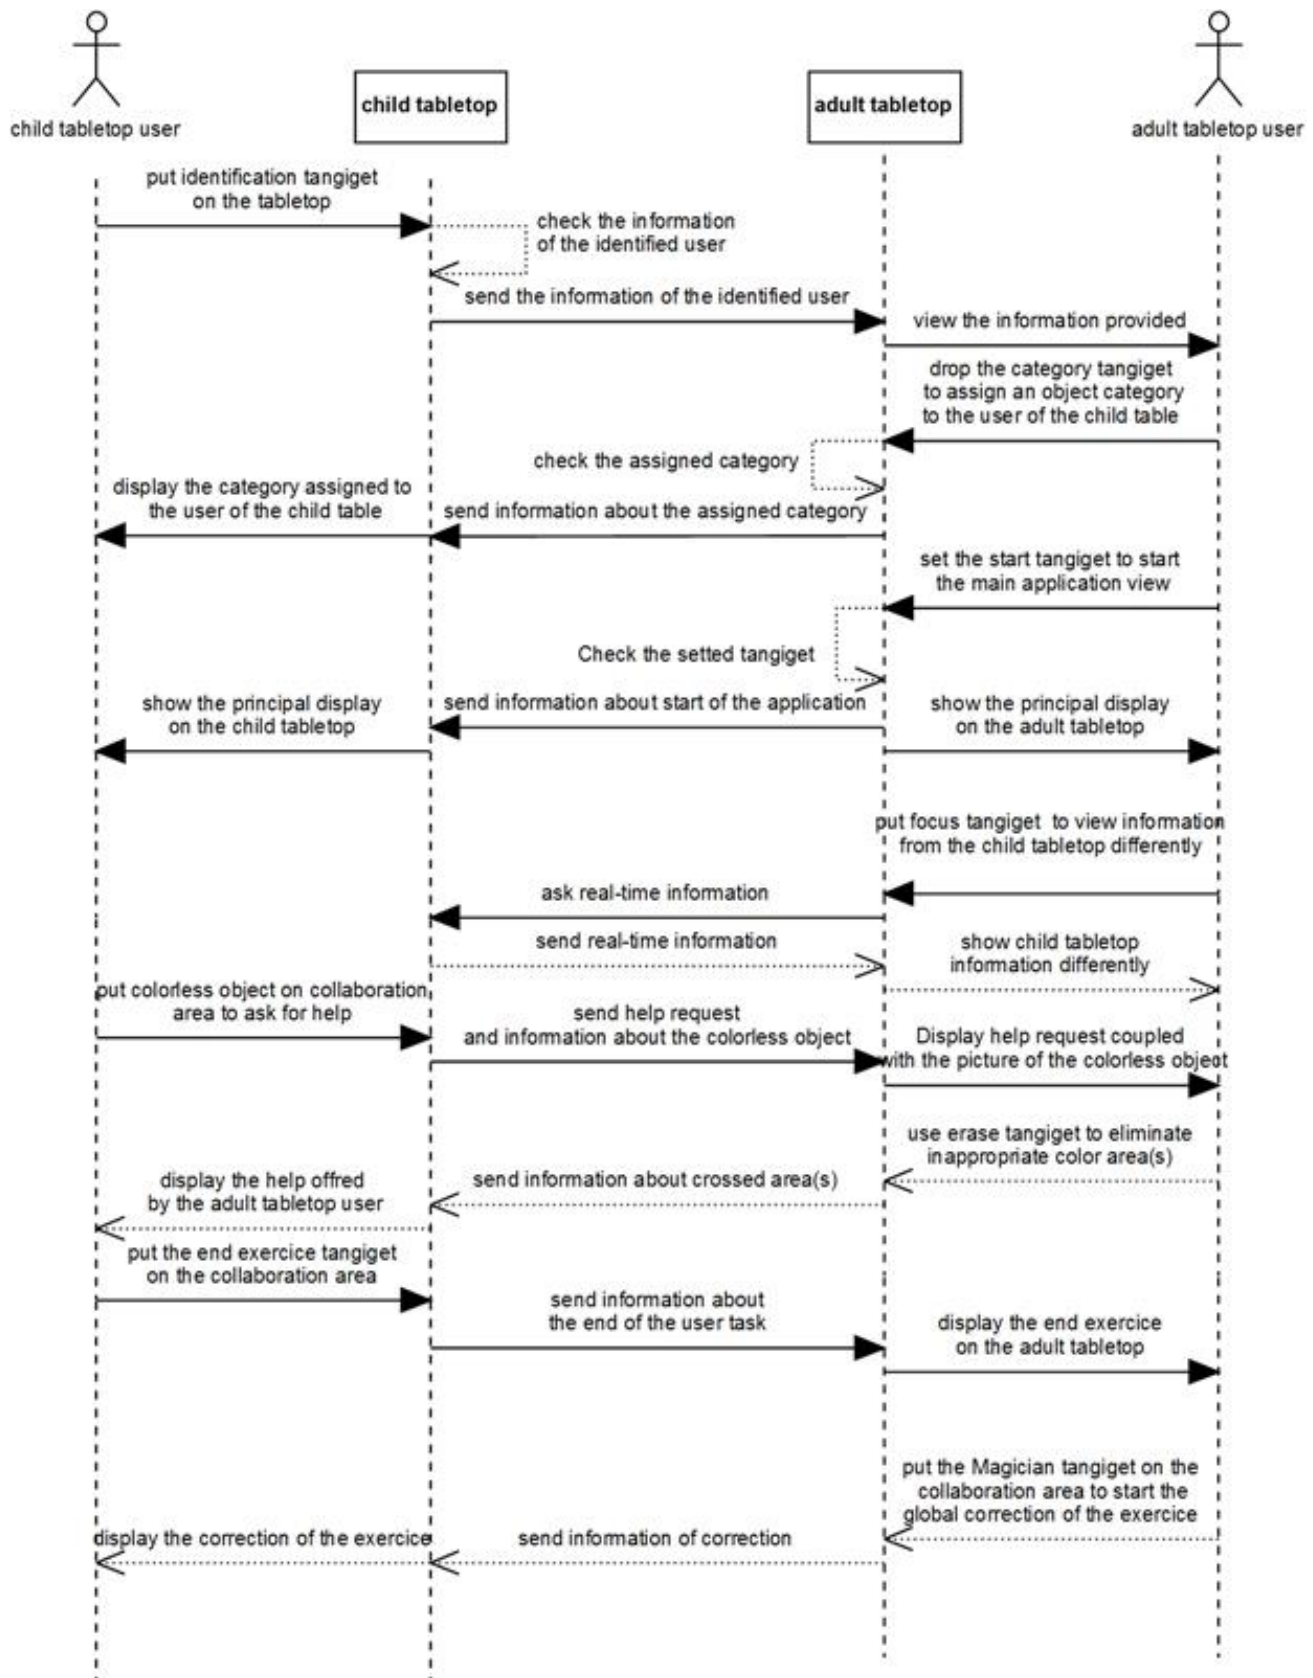 child tabletop user
child tabletop
adult tabletop
adult tabletop user
put identification tangiget
on the tabletop
check the information
of the identified user
send the information of the identified user
view the information provided
drop the category tangiget
to assign an object category
to the user of the child table
check the assigned category
display the category assigned to
the user of the child table
send information about the assigned category
set the start tangiget to start
the main application view
Check the setted tangiget
show the principal display
on the child tabletop
send information about start of the application
show the principal display
on the adult tabletop
put focus tangiget to view information
from the child tabletop differently
ask real-time information
send real-time information
show child tabletop
information differently
put colorless object on collaboration
area to ask for help
send help request
and information about the colorless object
Display help request coupled
with the picture of the colorless object
use erase tangiget to eliminate
inappropriate color area(s)
send information about crossed area(s)
display the help offred
by the adult tabletop user
put the end exercice tangiget
on the collaboration area
send information about
the end of the user task
display the end exercice
on the adult tabletop
put the Magician tangiget on the
collaboration area to start the
global correction of the exercice
send information of correction
display the correction of the exercice